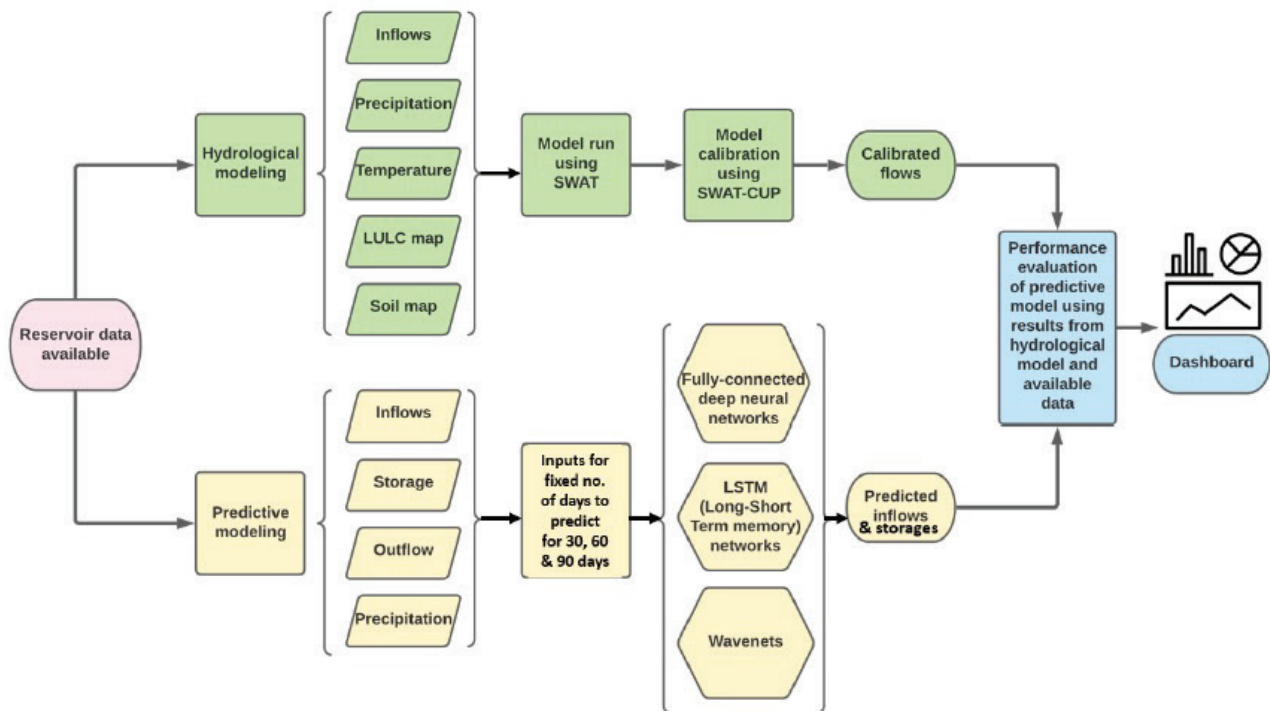 Reservoir data
available
Hydrological
modeling
Inflows
Precipitation
Temperature
LULC map
Soil map
Model run
using
SWAT
Model
calibration
using
SWAT-CUP
Calibrated
flows
Predictive
modeling
Inflows
Storage
Outflow
Precipitation
Inputs for
fixed no.
of days to
predict
for 30, 60
& 90 days
Fully-connected
deep neural
networks
LSTM
(Long-Short
Term memory)
networks
Wavenets
Predicted
inflows
& storages
Performance
evaluation
of predictive
model using
results from
hydrological
model and
available
data
Dashboard